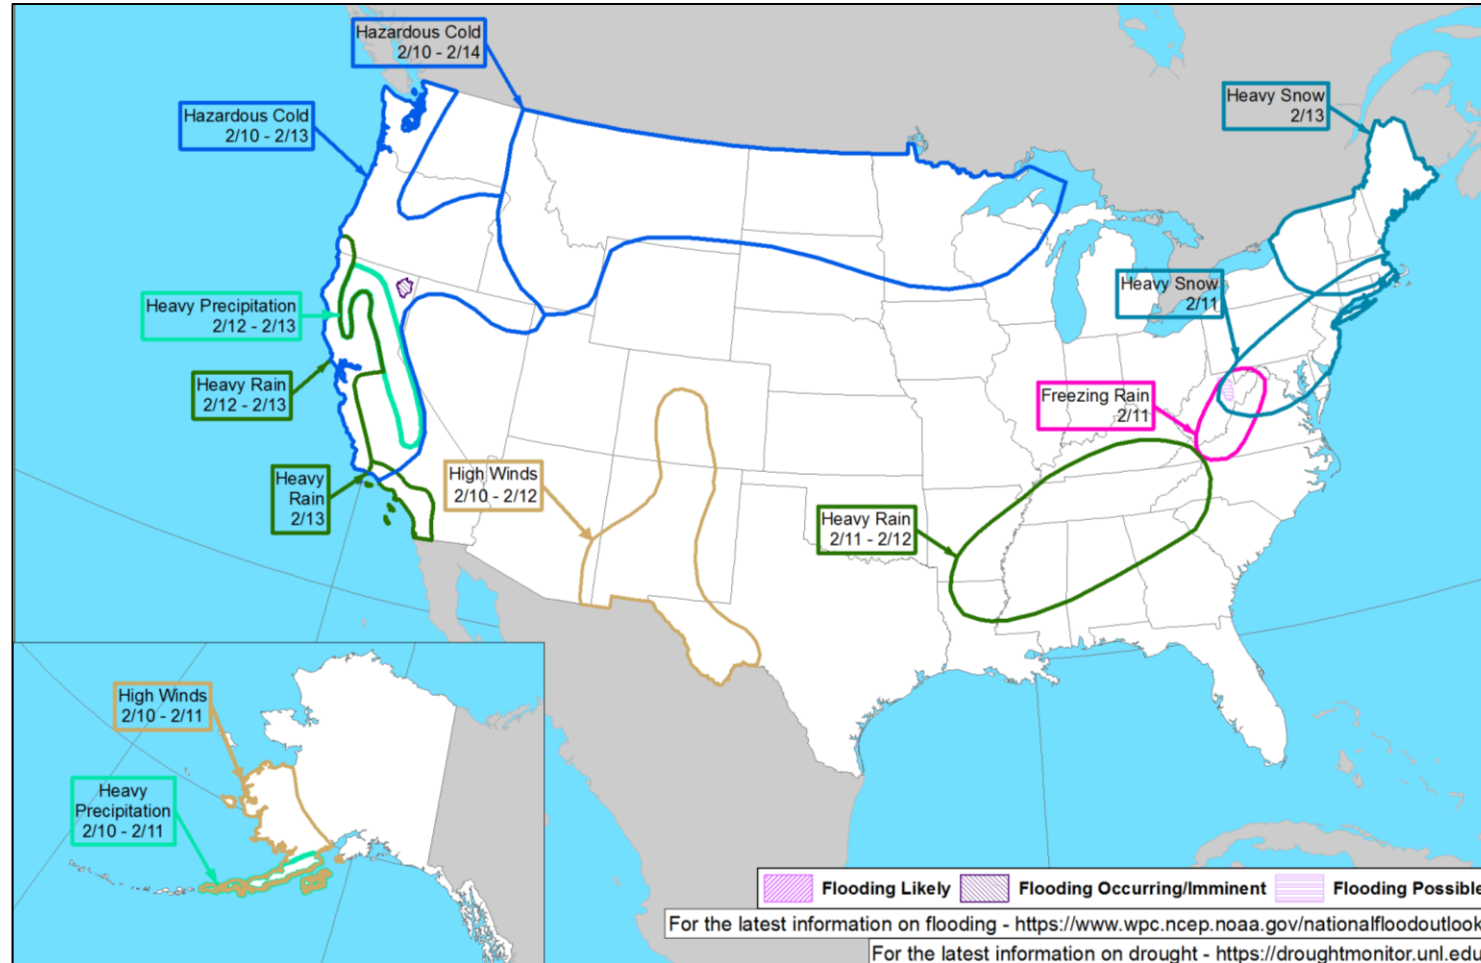 Hazardous Cold
2/10 - 2/14
Hazardous Cold
2/10 - 2/13
Heavy Snow
2/13
Heavy Snow
2/11
Heavy Precipitation
2/12 - 2/13
Heavy Rain
2/12 - 2/13
Freezing Rain
2/11
Heavy
Rain
2/13
High Winds
2/10 - 2/12
Heavy Rain
2/11 - 2/12
High Winds
2/10 - 2/11
Heavy
Precipitation
2/10 - 2/11
Flooding Likely Flooding Occurring/Imminent Flooding Possible
For the latest information on flooding - https://www.wpc.ncep.noaa.gov/nationalfloodoutlook
For the latest information on drought - https://droughtmonitor.unl.edu